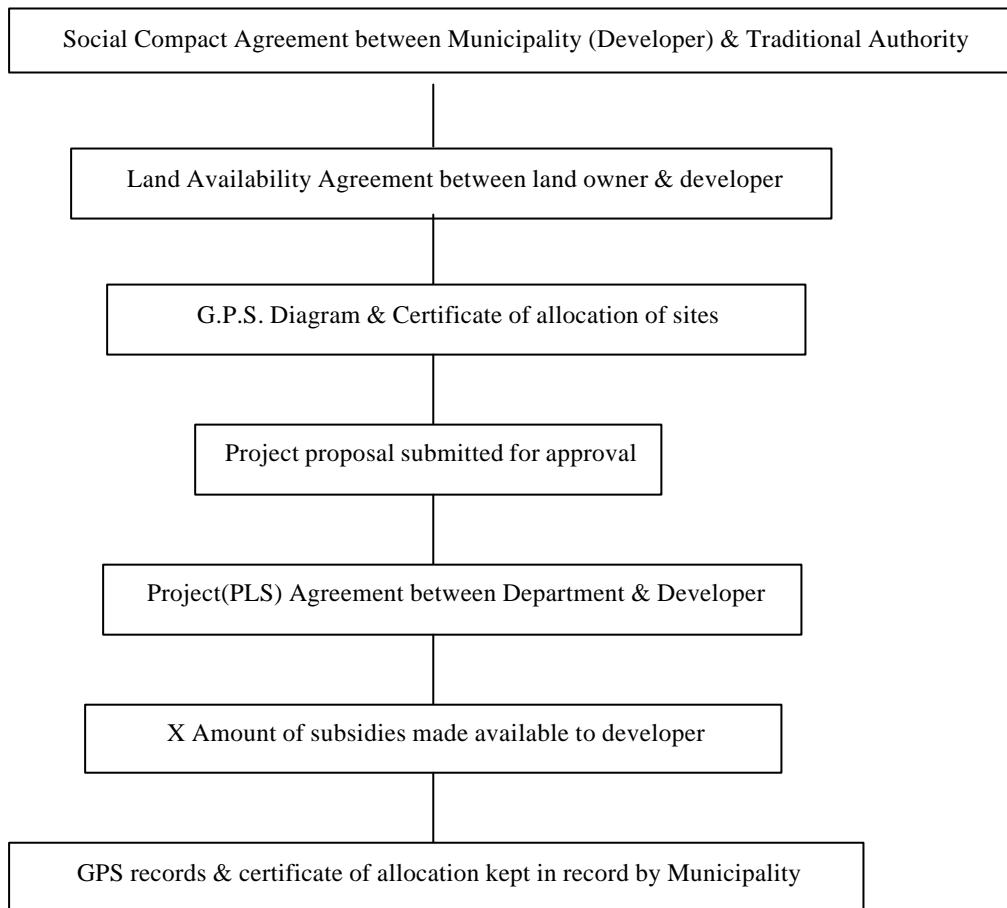 Social Compact Agreement between Municipality (Developer) & Traditional Authority
Land Availability Agreement between land owner & developer
G.P.S. Diagram & Certificate of allocation of sites
Project proposal submitted for approval
Project(PLS) Agreement between Department & Developer
X Amount of subsidies made available to developer
GPS records & certificate of allocation kept in record by Municipality